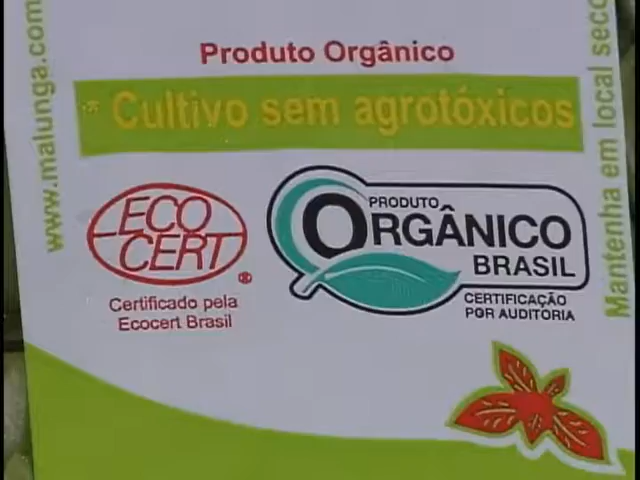 www.malunga.com
Produto Orgânico
* Cultivo sem agrotóxicos
ECO
CERT
®
Certificado pela
Ecocert Brasil
PRODUTO
ORGÂNICO
BRASIL
CERTIFICAÇÃO
POR AUDITORIA
Mantenha em local seco